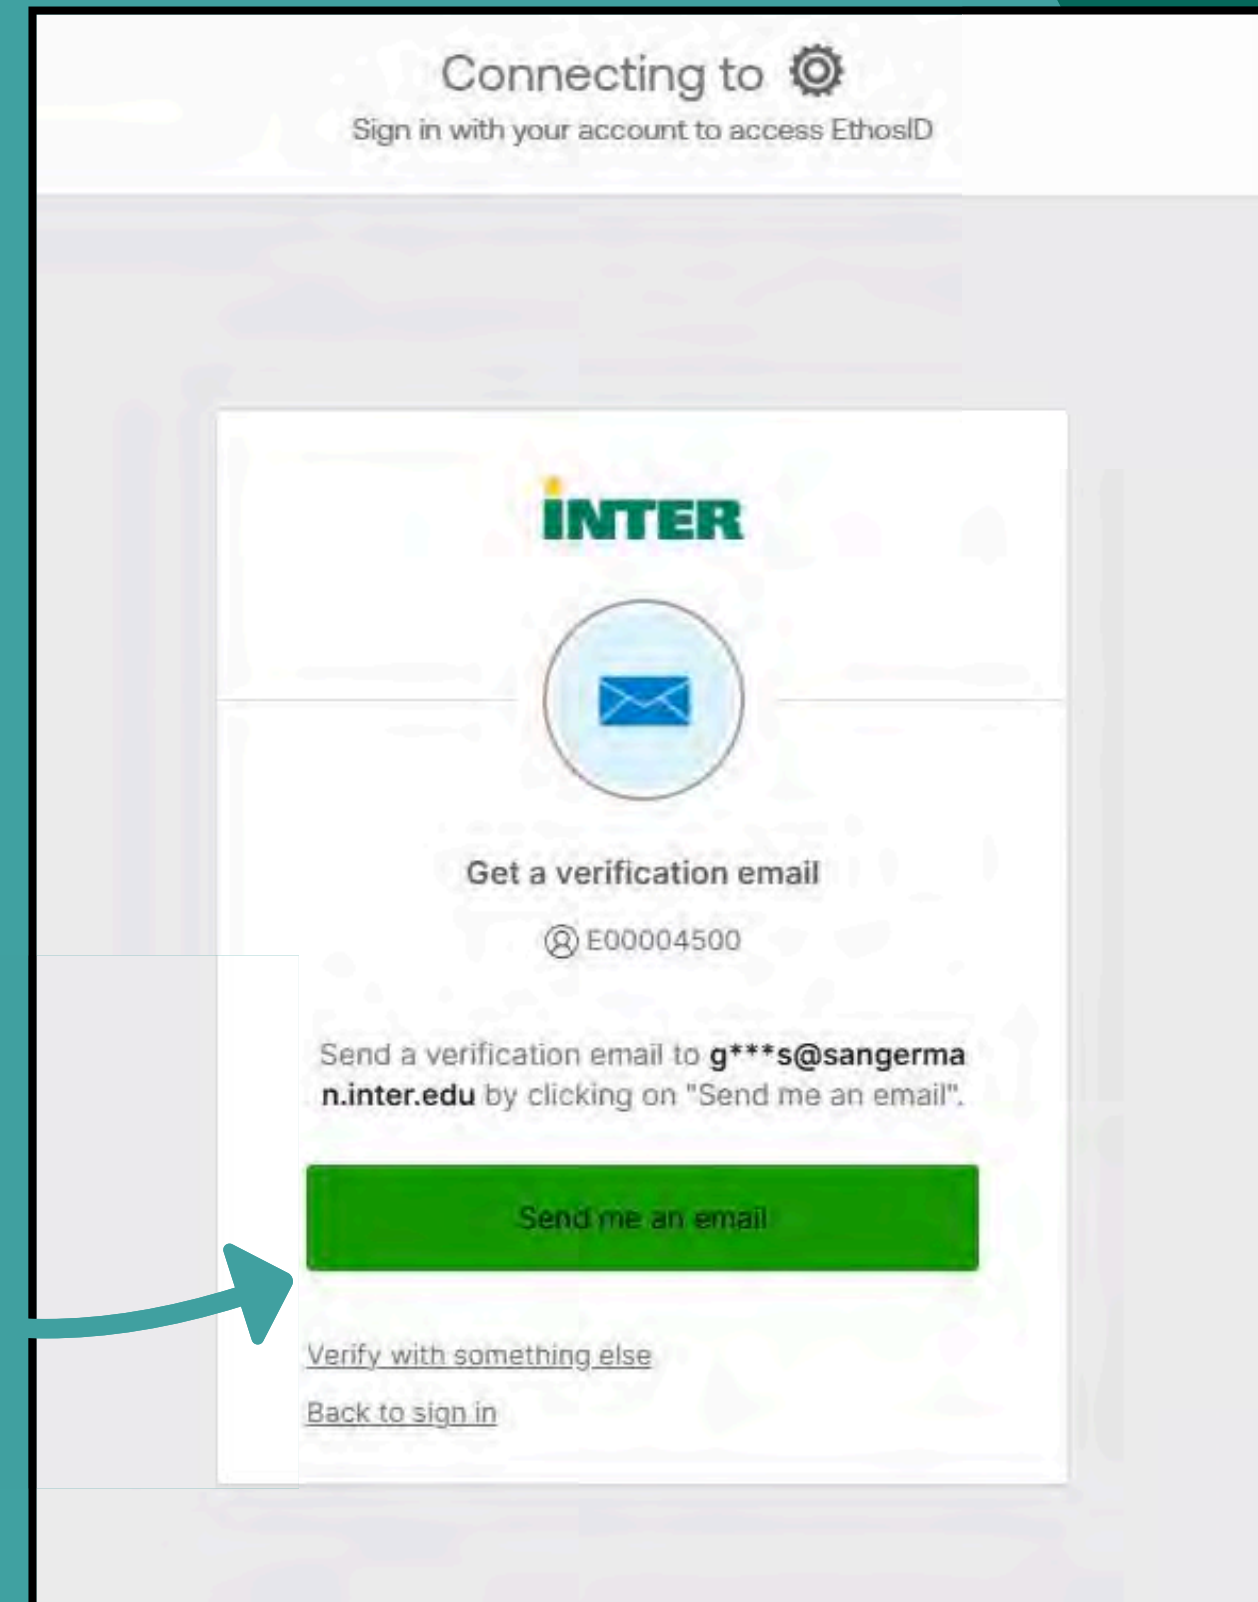 Connecting to
Sign in with your account to access EthosID
INTER
Get a verification email
E00004500
Send a verification email to g***s@sangerma
n.inter.edu by clicking on "Send me an email".
Send me an email
Verify with something else
Back to sign in